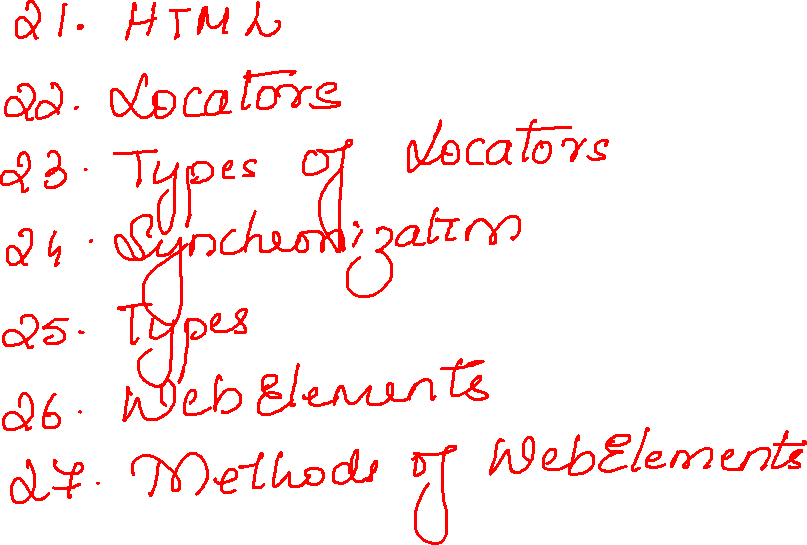 21. HTML
22. Locators
23. Types of Locators
24. Synchronization
25. Types
26. WebElements
27. Methods of WebElements